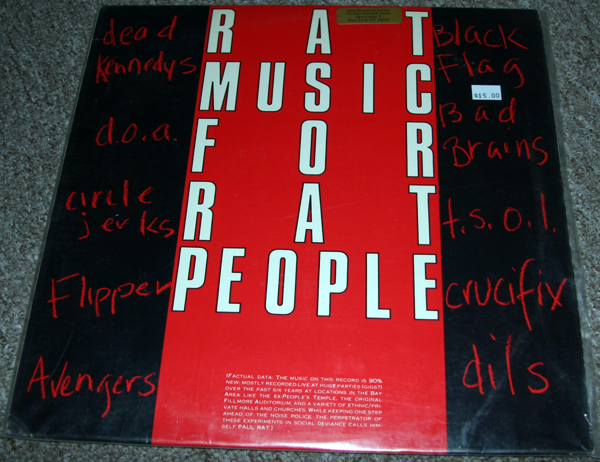 dead
Kennedys
d.o.a.
circle
jerks
Flipper
Avengers
RAT
MUSIC
FOR
RAT
PEOPLE
Black
Flag
$15.00
Bad
Brains
t.s.o.l.
crucifix
dils
(FACTUAL DATA: THE MUSIC ON THIS RECORD IS 90%
NEW: MOSTLY RECORDED LIVE AT HUGE PARTIES (GIGS?)
OVER THE PAST SIX YEARS AT LOCATIONS IN THE BAY
AREA LIKE THE EX-PEOPLE'S TEMPLE, THE ORIGINAL
FILLMORE AUDITORIUM, AND A VARIETY OF ETHNIC/PRI-
VATE HALLS AND CHURCHES. WHILE KEEPING ONE STEP
AHEAD OF THE NOISE POLICE, THE PERPETRATOR OF
THESE EXPERIMENTS IN SOCIAL DEVIANCE CALLS HIM-
SELF PAUL RAT.)